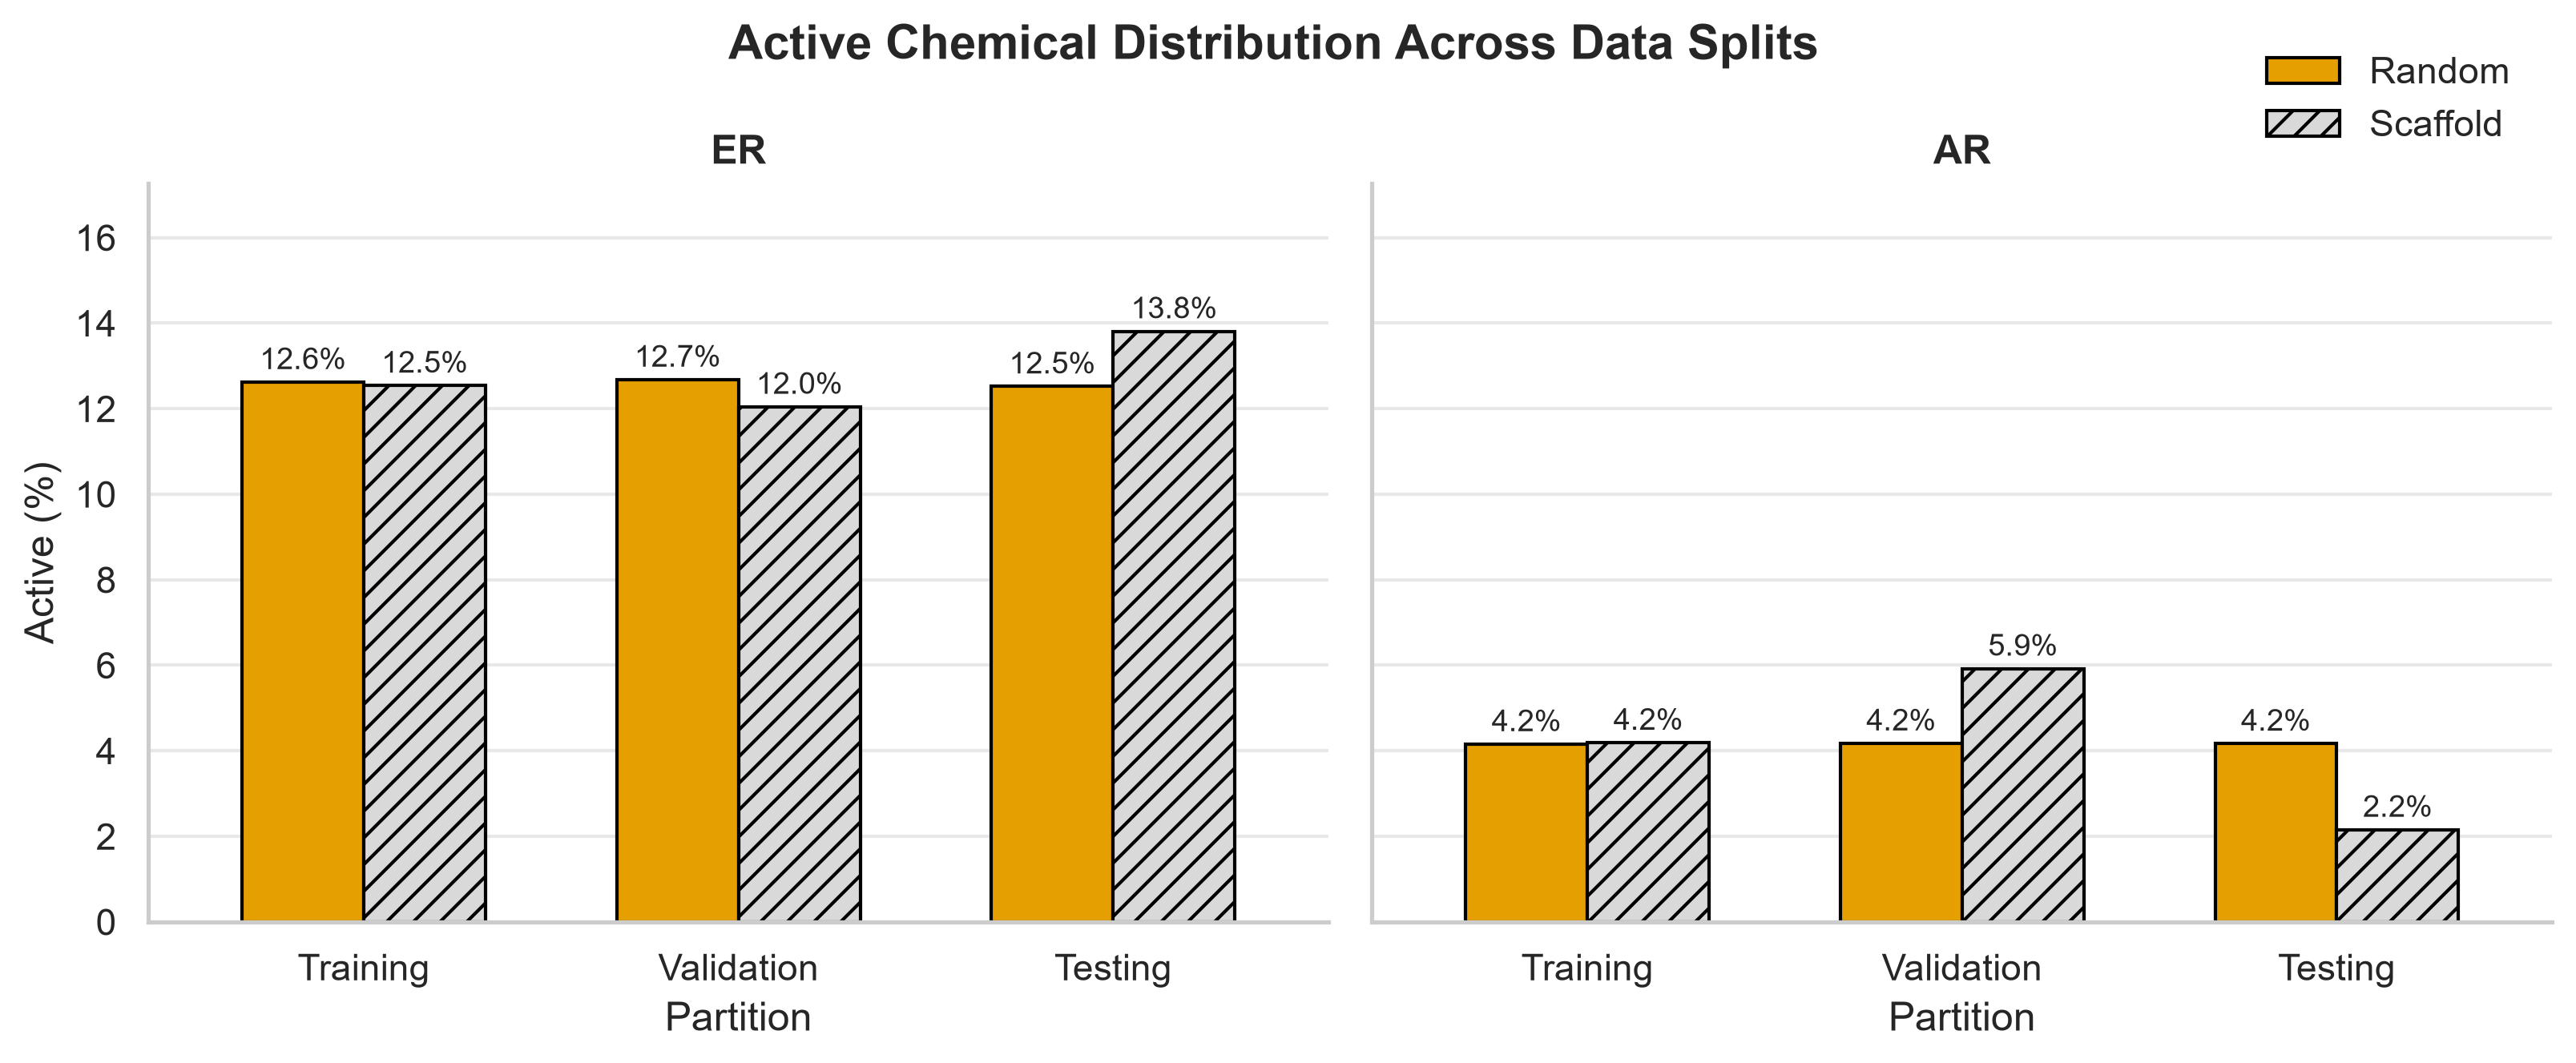 Active Chemical Distribution Across Data Splits
Random
Scaffold
ER
Active (%)
16
14
12
10
8
6
4
2
0
12.6%
12.5%
12.7%
12.0%
12.5%
13.8%
Training
Validation
Testing
Partition
AR
4.2%
4.2%
4.2%
5.9%
4.2%
2.2%
Training
Validation
Testing
Partition